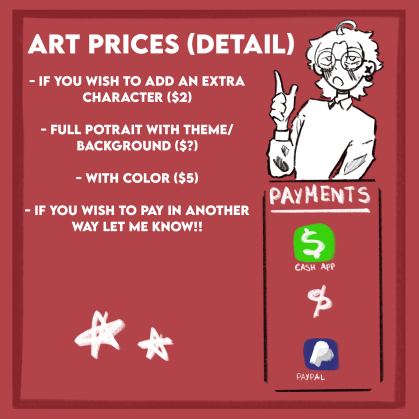 ART PRICES (DETAIL)
- IF YOU WISH TO ADD AN EXTRA
CHARACTER ($2)
- FULL POTRAIT WITH THEME/
BACKGROUND ($?)
- WITH COLOR ($5)
- IF YOU WISH TO PAY IN ANOTHER
WAY LET ME KNOW!!
PAYMENTS
$
CASH APP
$
P
PAYPAL